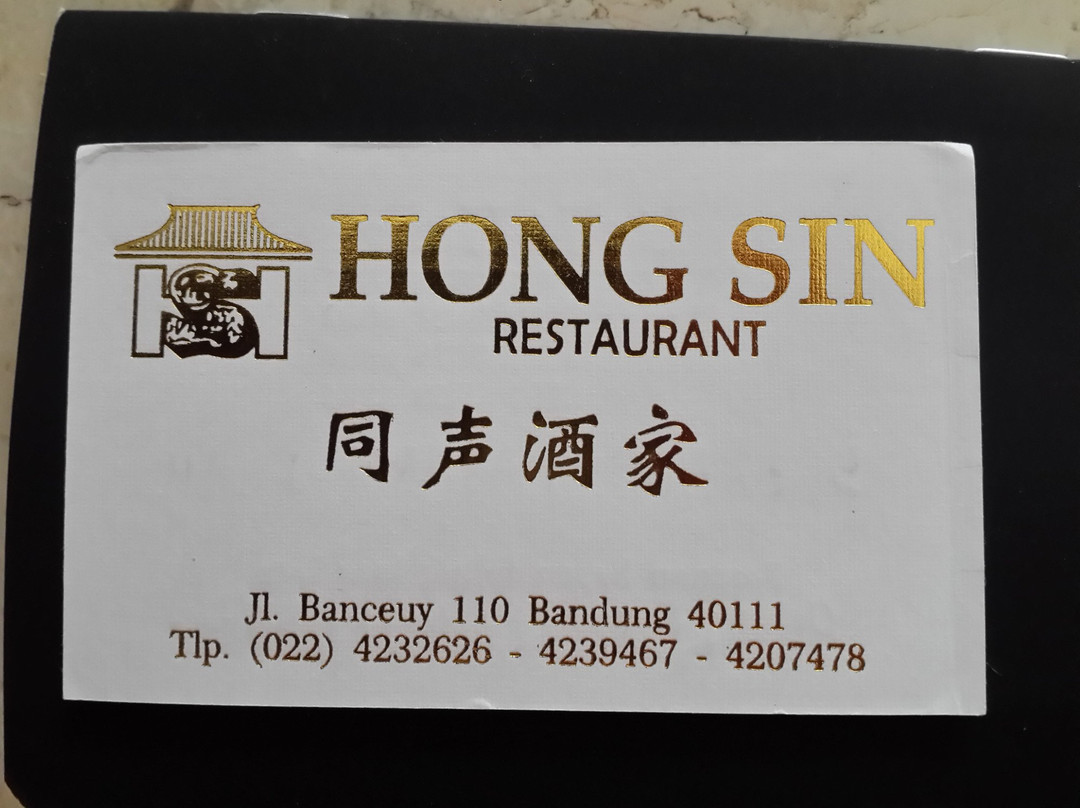 HONG SIN
RESTAURANT
同声酒家
Jl. Banceuy 110 Bandung 40111
Tlp. (022) 4232626 - 4239467 - 4207478